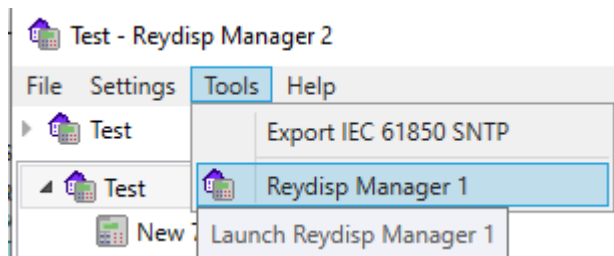 Test - Reydisp Manager 2
File Settings Tools Help
Test
Export IEC 61850 SNTP
Test
Reydisp Manager 1
New
Launch Reydisp Manager 1